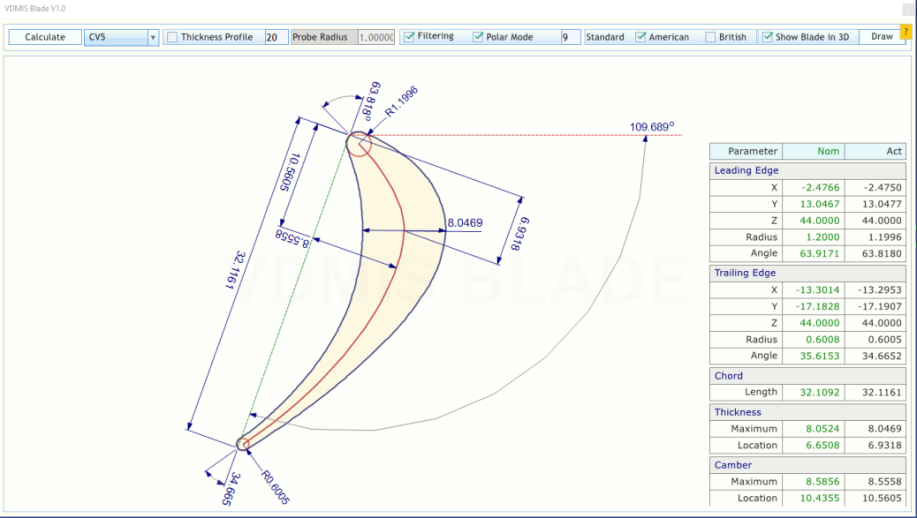 VDMIS Blade V1.0
Calculate CV5 Thickness Profile 20 Probe Radius 1.0000 Filtering Polar Mode 9 Standard American British Show Blade in 3D Draw ?
63.818°
R1.1996
109.689°
10.5605
8.0469
6.9318
8.5558
32.1161
VDMIS BLADE
34.665
R0.6005
Parameter Nom Act
Leading Edge
X -2.4766 -2.4750
Y 13.0467 13.0477
Z 44.0000 44.0000
Radius 1.2000 1.1996
Angle 63.9171 63.8180
Trailing Edge
X -13.3014 -13.2953
Y -17.1828 -17.1907
Z 44.0000 44.0000
Radius 0.6008 0.6005
Angle 35.6153 34.6652
Chord
Length 32.1092 32.1161
Thickness
Maximum 8.0524 8.0469
Location 6.6508 6.9318
Camber
Maximum 8.5856 8.5558
Location 10.4355 10.5605